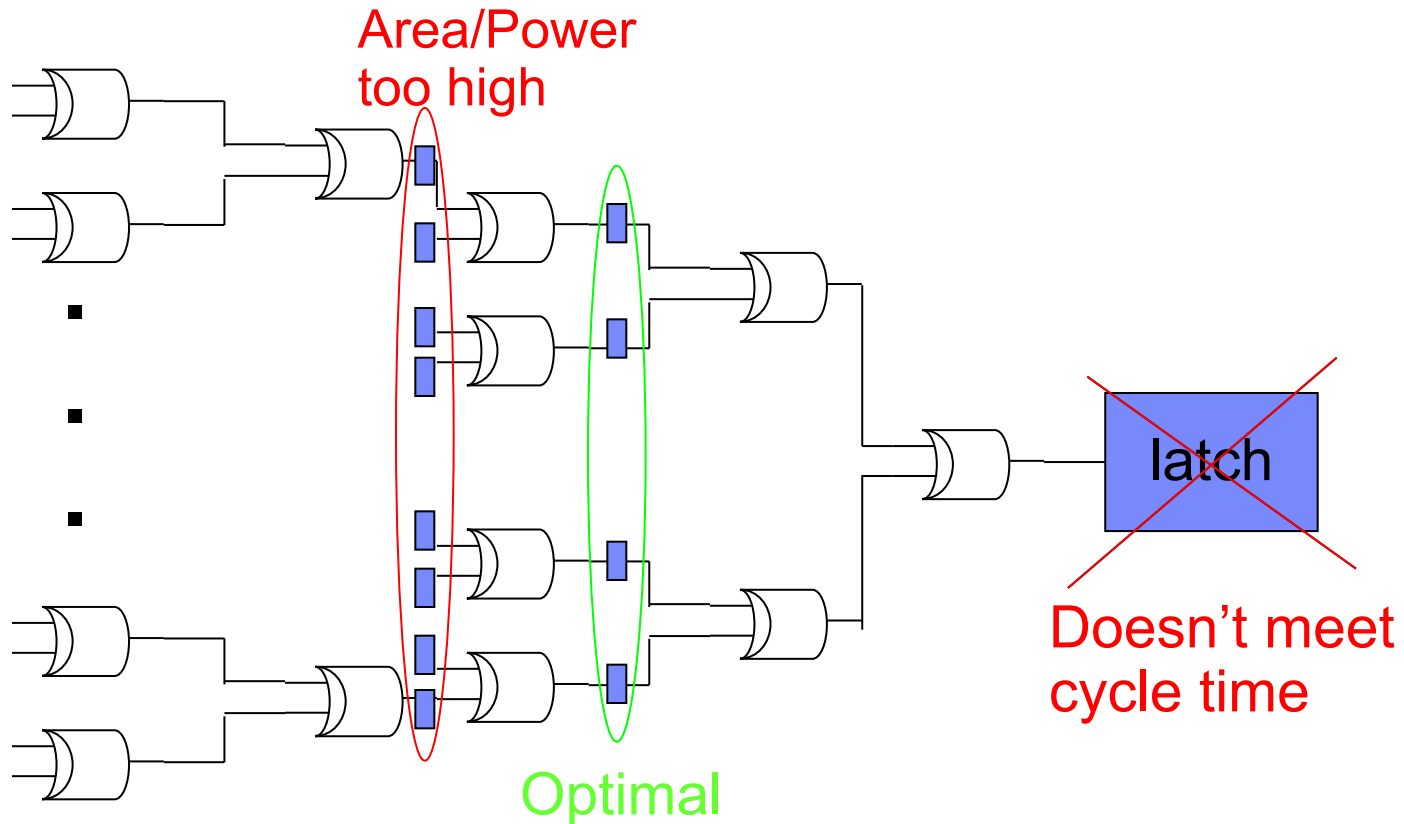 Area/Power
too high
latch
Doesn’t meet
cycle time
Optimal